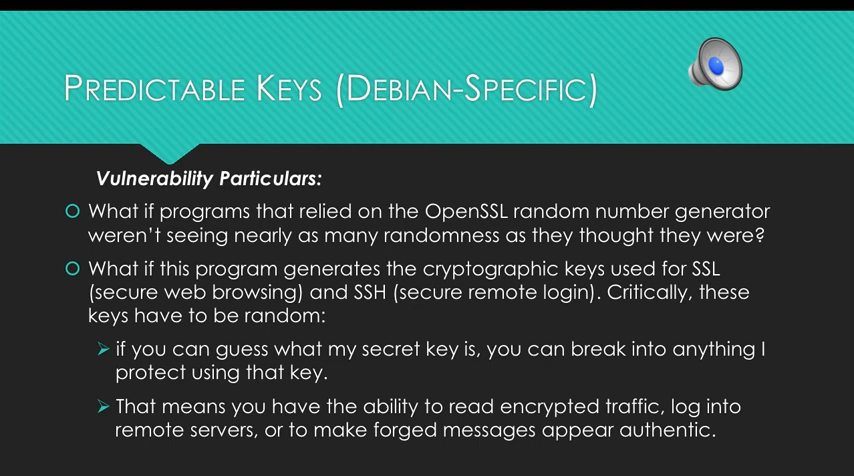 PREDICTABLE KEYS (DEBIAN-SPECIFIC)
Vulnerability Particulars:
What if programs that relied on the OpenSSL random number generator
weren't seeing nearly as many randomness as they thought they were?
What if this program generates the cryptographic keys used for SSL
(secure web browsing) and SSH (secure remote login). Critically, these
keys have to be random:
if you can guess what my secret key is, you can break into anything I
protect using that key.
That means you have the ability to read encrypted traffic, log into
remote servers, or to make forged messages appear authentic.